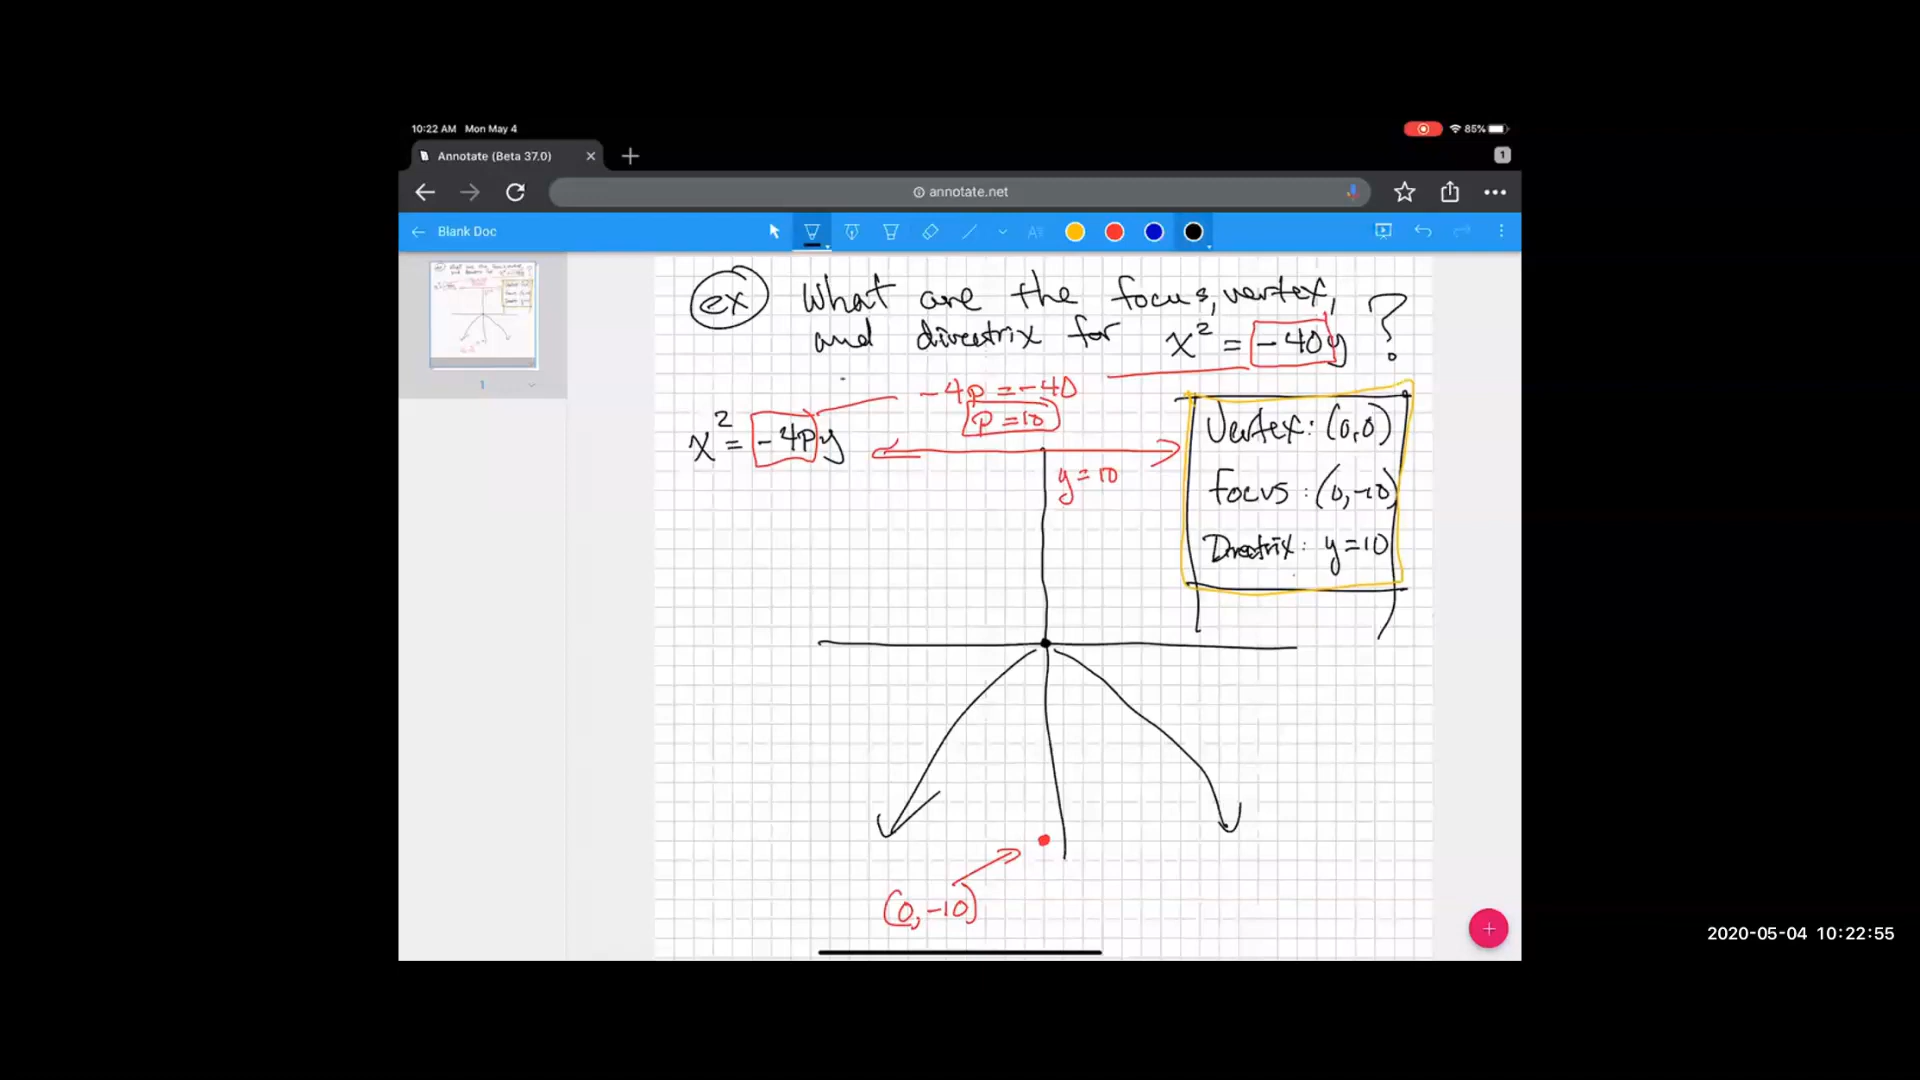 10:22 AM Mon May 4
85%
Annotate (Beta 37.0)
1
annotate.net
Blank Doc
ex What are the focus, vertex,
and directrix for x² = -40y ?
-4p = -40
p = 10
x² = -4py
y = 10
Vertex: (0,0)
Focus: (0,-10)
Directrix: y=10
(0,-10)
1
2020-05-04 10:22:55